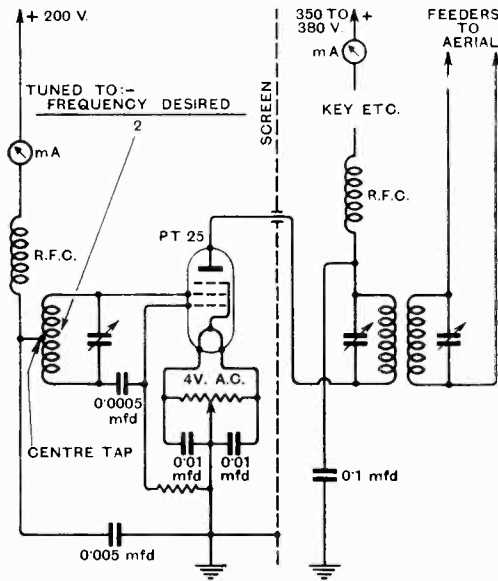 + 200 V.
350 TO + 
380 V.
mA
FEEDERS
TO
AERIAL
TUNED TO:-
FREQUENCY DESIRED
2
SCREEN
KEY ETC.
mA
R.F.C.
PT 25
R.F.C.
4V. A.C.
0·0005
mfd
0·01
mfd
0·01
mfd
CENTRE TAP
0·1 mfd
0·005 mfd